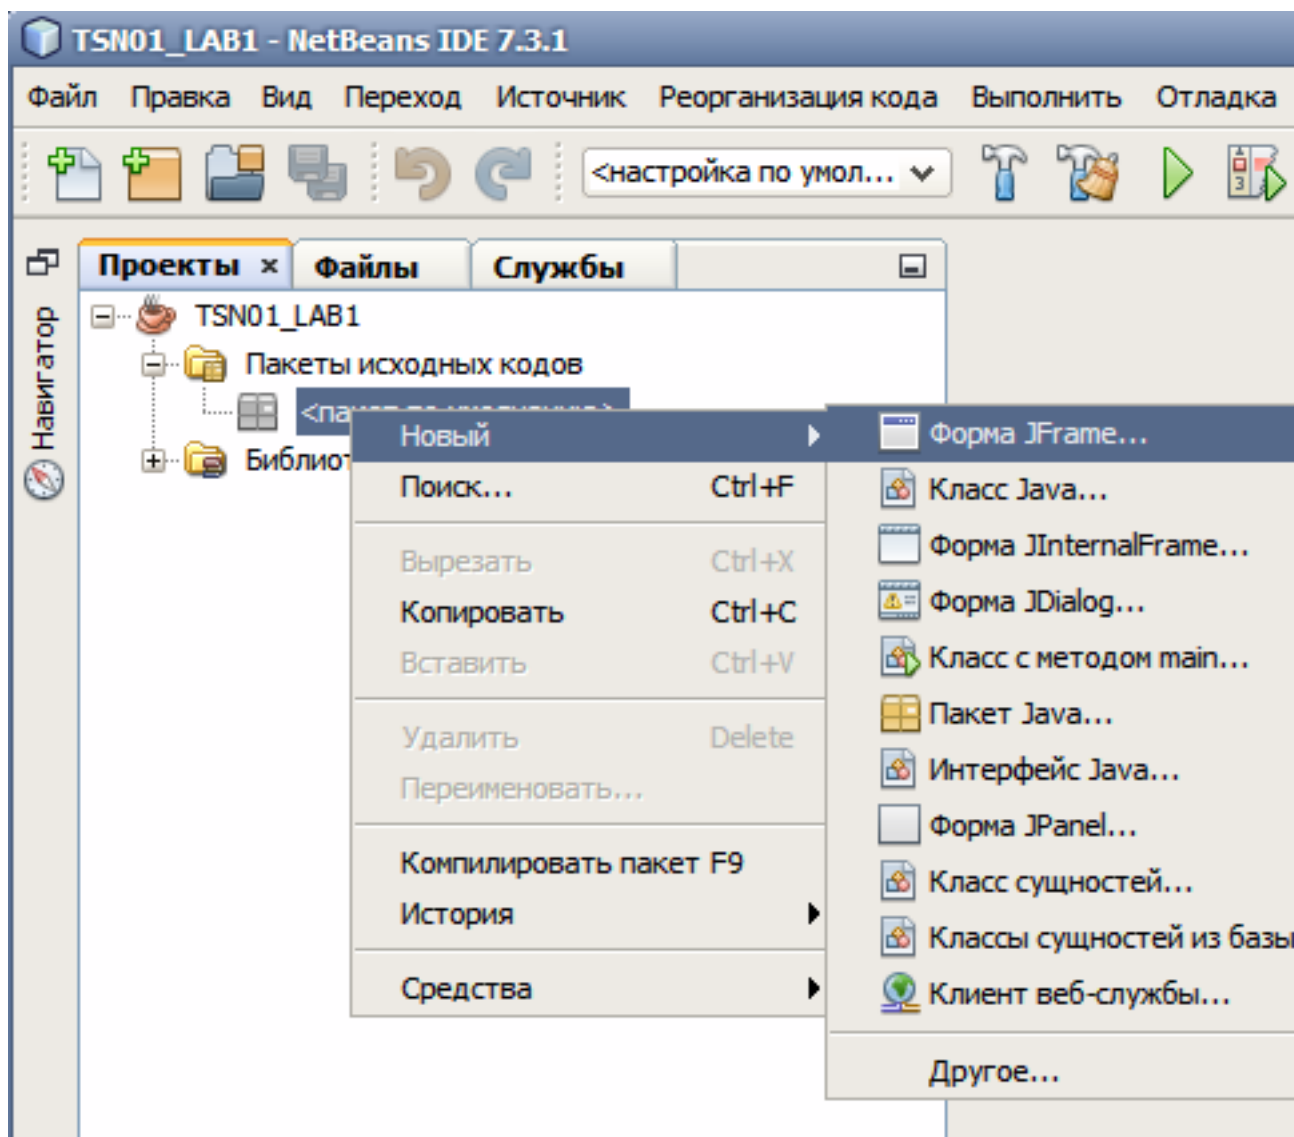 TSN01_LAB1 - NetBeans IDE 7.3.1
Файл Правка Вид Переход Источник Реорганизация кода Выполнить Отладка
<настройка по умол...
Проекты × Файлы Службы
Навигатор
TSN01_LAB1
Пакеты исходных кодов
Новый
Поиск... Ctrl+F
Вырезать Ctrl+X
Копировать Ctrl+C
Вставить Ctrl+V
Удалить Delete
Переименовать...
Компилировать пакет F9
История
Средства
Форма JFrame...
Класс Java...
Форма JInternalFrame...
Форма JDialog...
Класс с методом main...
Пакет Java...
Интерфейс Java...
Форма JPanel...
Класс сущностей...
Классы сущностей из базы
Клиент веб-службы...
Другое...